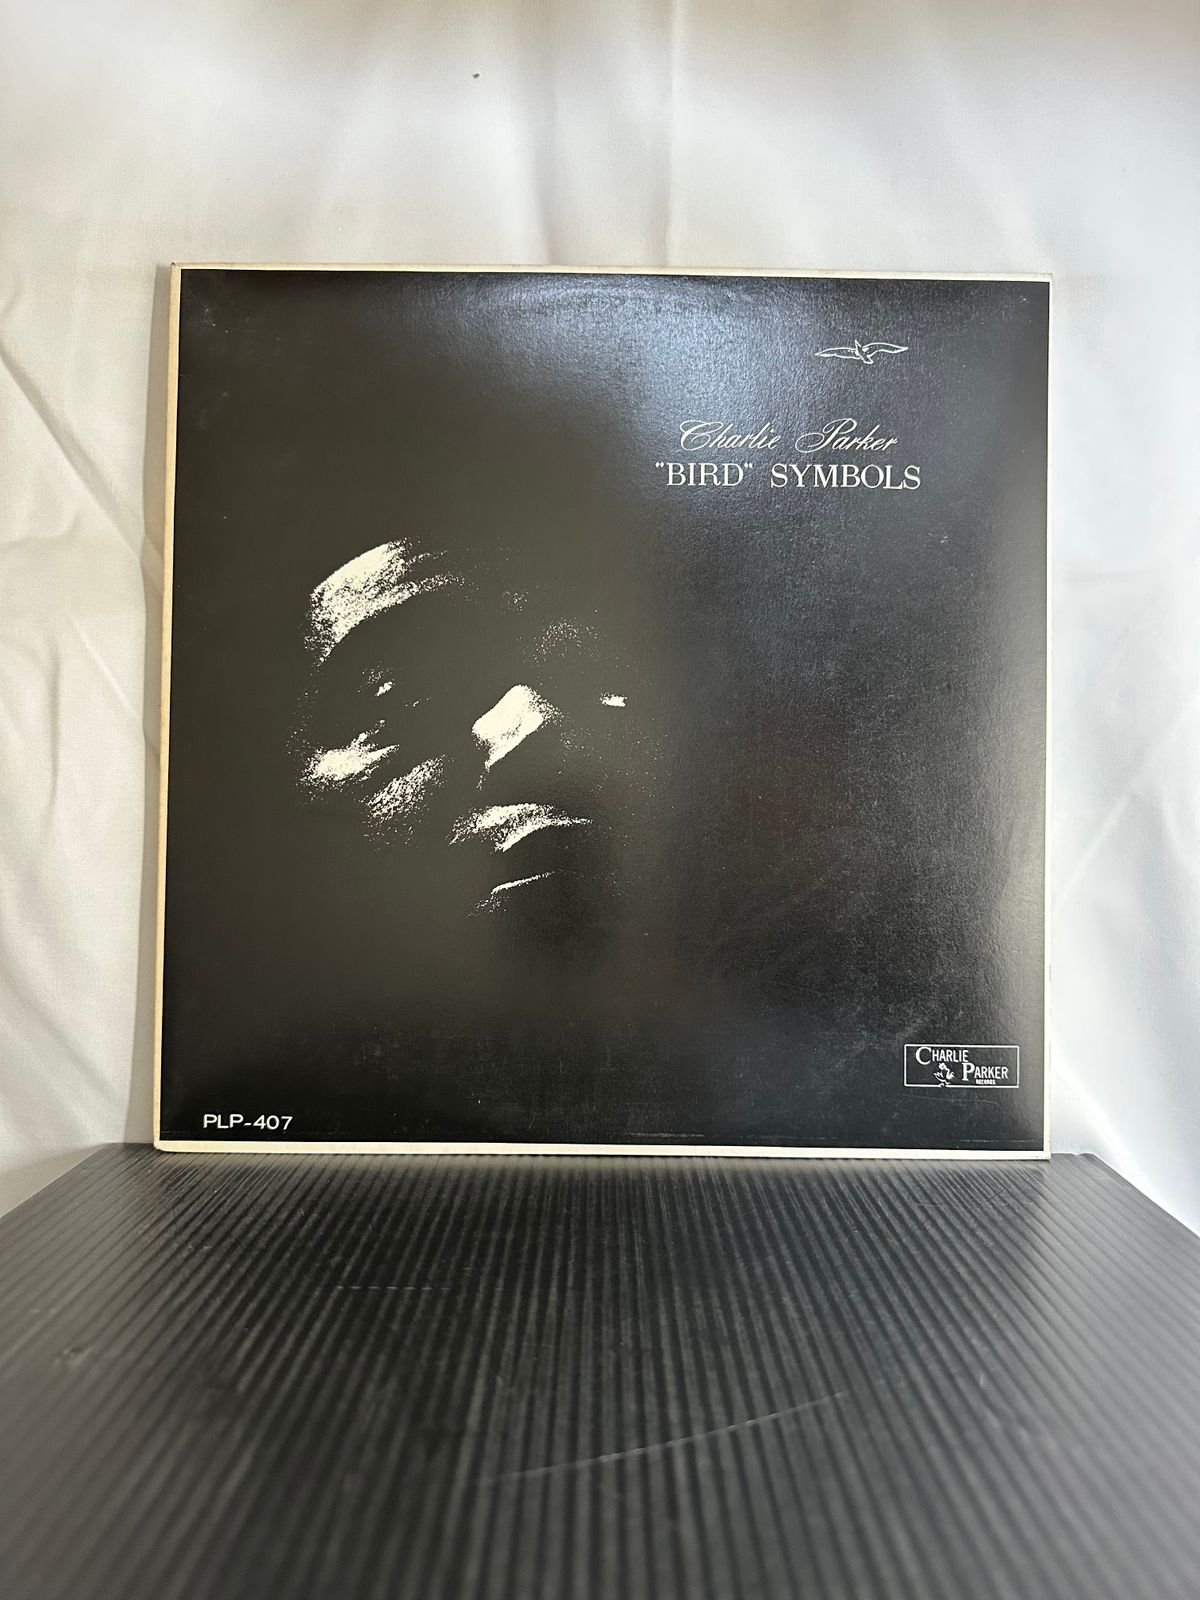 Charlie Parker
"BIRD" SYMBOLS
CHARLIE
PARKER
RECORDS
PLP-407